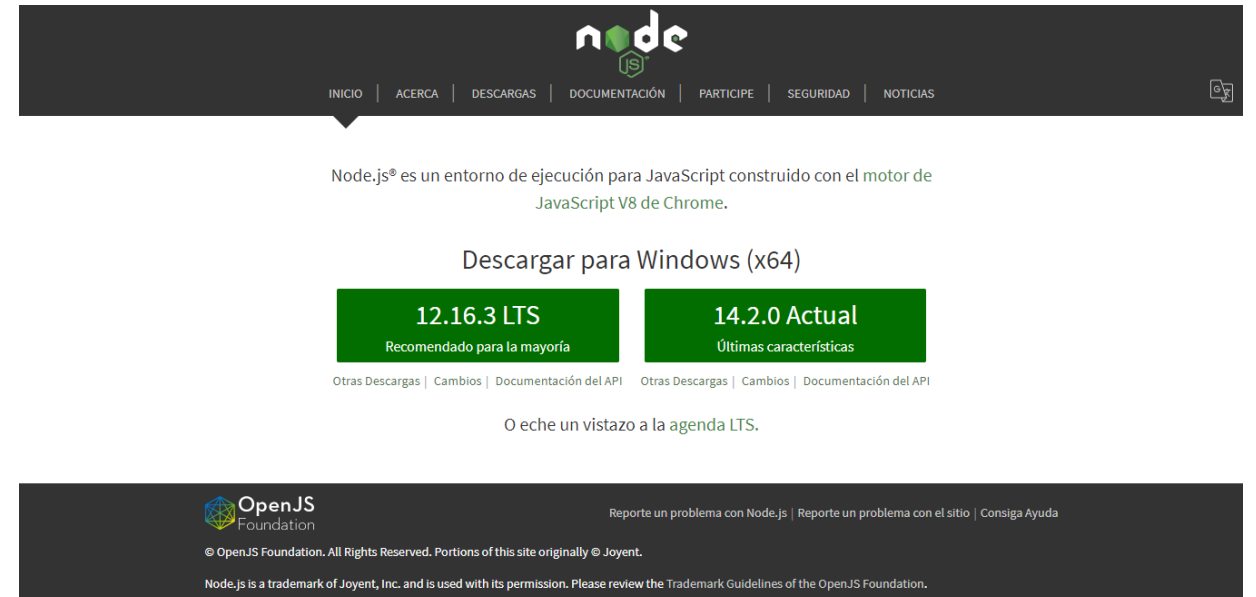 node
JS
INICIO | ACERCA | DESCARGAS | DOCUMENTACIÓN | PARTICIPE | SEGURIDAD | NOTICIAS
Node.js® es un entorno de ejecución para JavaScript construido con el motor de
JavaScript V8 de Chrome.
Descargar para Windows (x64)
12.16.3 LTS
Recomendado para la mayoría
Otras Descargas | Cambios | Documentación del API
14.2.0 Actual
Últimas características
Otras Descargas | Cambios | Documentación del API
O eche un vistazo a la agenda LTS.
OpenJS
Foundation
Reporte un problema con Node.js | Reporte un problema con el sitio | Consiga Ayuda
© OpenJS Foundation. All Rights Reserved. Portions of this site originally © Joyent.
Node.js is a trademark of Joyent, Inc. and is used with its permission. Please review the Trademark Guidelines of the OpenJS Foundation.